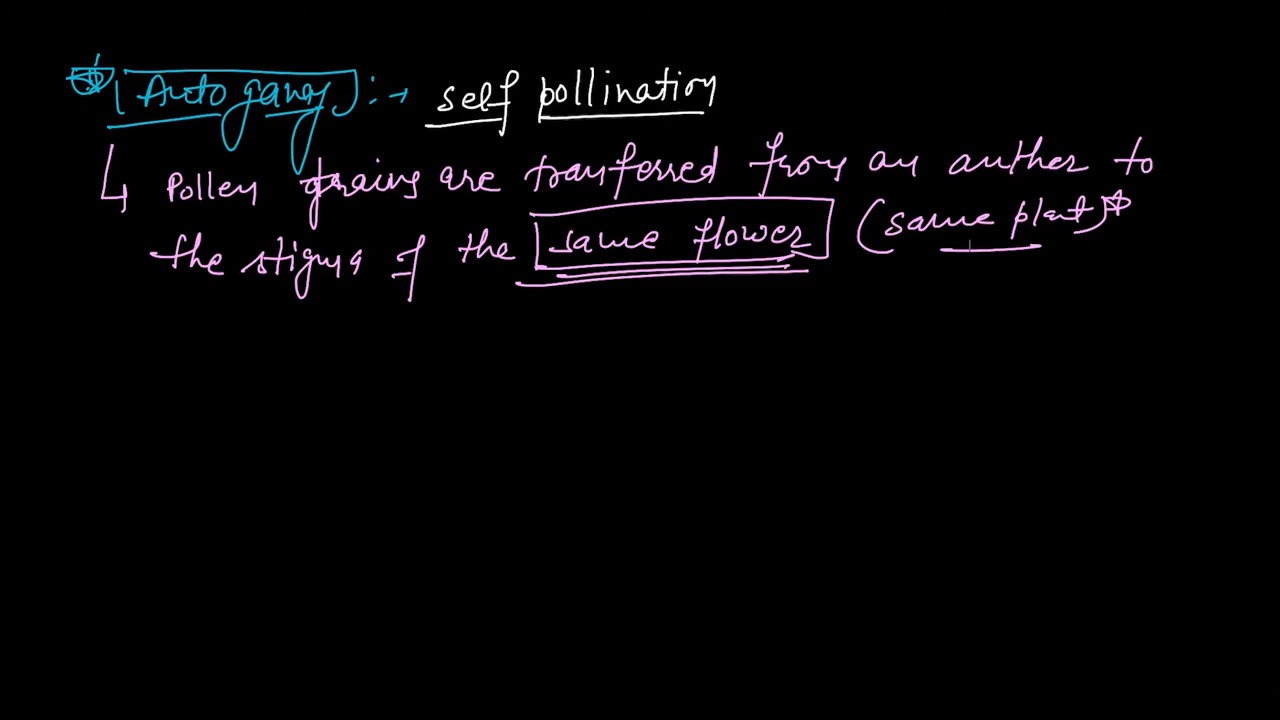 Autogamy :→ self pollination
↳ Pollen grains are transferred from an anther to
the stigma of the same flower (same plant)*